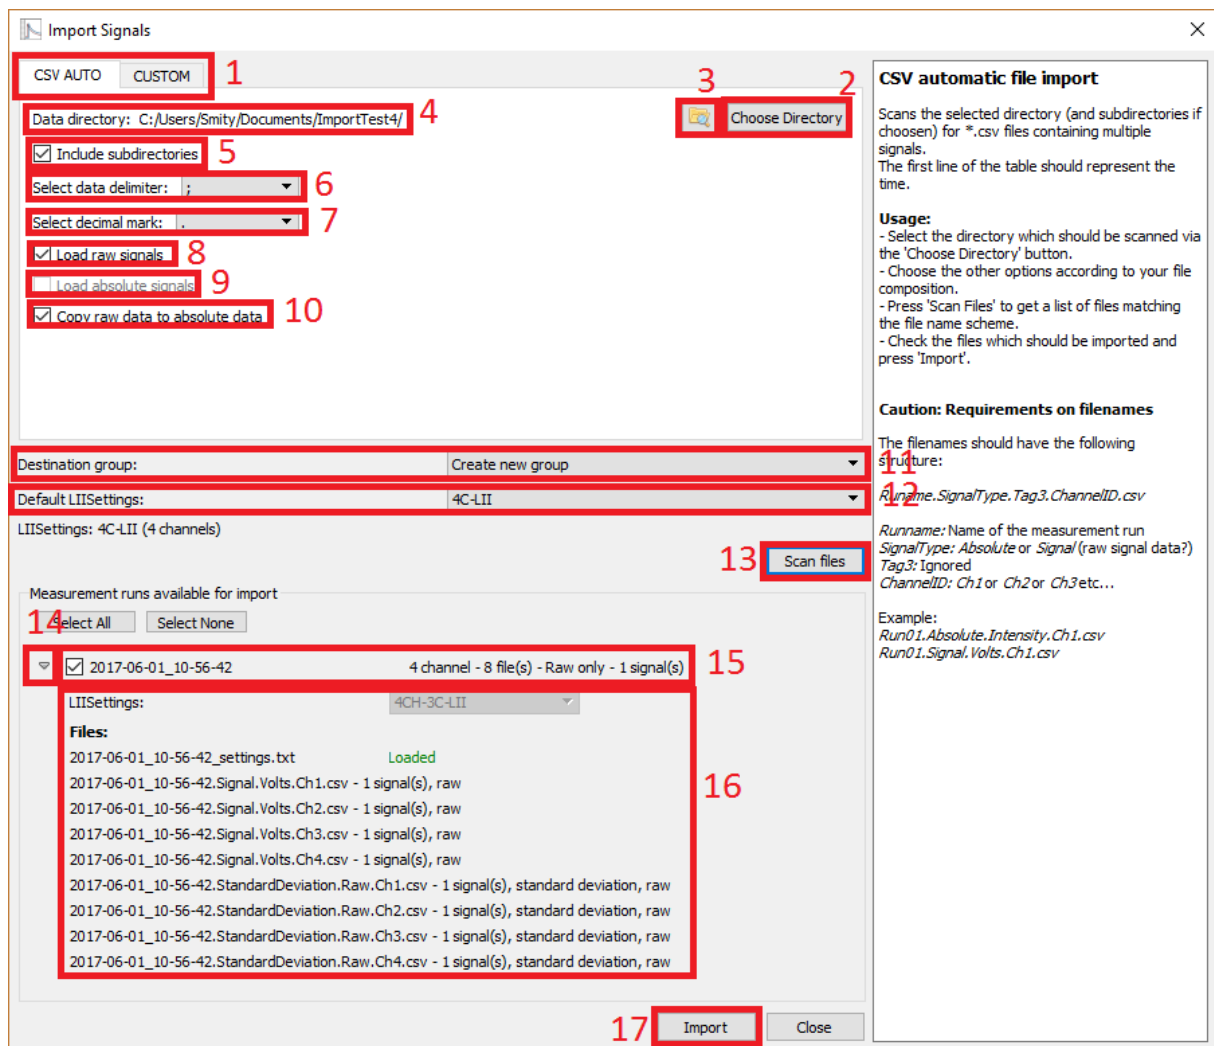 Import Signals
CSV AUTO CUSTOM 1
3 2
Data directory: C:/Users/Smity/Documents/ImportTest4/ 4 Choose Directory
Include subdirectories 5
Select data delimiter: ; 6
Select decimal mark: . 7
Load raw signals 8
Load absolute signals 9
Copy raw data to absolute data 10
Destination group: Create new group 11
Default LIISettings: 4C-LII 12
LIISettings: 4C-LII (4 channels)
13 Scan files
Measurement runs available for import
14 Select All Select None
2017-06-01_10-56-42 4 channel - 8 file(s) - Raw only - 1 signal(s) 15
LIISettings: 4CH-3C-LII
Files:
2017-06-01_10-56-42_settings.txt Loaded
2017-06-01_10-56-42.Signal.Volts.Ch1.csv - 1 signal(s), raw
16
2017-06-01_10-56-42.Signal.Volts.Ch2.csv - 1 signal(s), raw
2017-06-01_10-56-42.Signal.Volts.Ch3.csv - 1 signal(s), raw
2017-06-01_10-56-42.Signal.Volts.Ch4.csv - 1 signal(s), raw
2017-06-01_10-56-42.StandardDeviation.Raw.Ch1.csv - 1 signal(s), standard deviation, raw
2017-06-01_10-56-42.StandardDeviation.Raw.Ch2.csv - 1 signal(s), standard deviation, raw
2017-06-01_10-56-42.StandardDeviation.Raw.Ch3.csv - 1 signal(s), standard deviation, raw
2017-06-01_10-56-42.StandardDeviation.Raw.Ch4.csv - 1 signal(s), standard deviation, raw
17 Import Close
CSV automatic file import
Scans the selected directory (and subdirectories if
choosen) for *.csv files containing multiple
signals.
The first line of the table should represent the
time.
Usage:
- Select the directory which should be scanned via
the 'Choose Directory' button.
- Choose the other options according to your file
composition.
- Press 'Scan Files' to get a list of files matching
the file name scheme.
- Check the files which should be imported and
press 'Import'.
Caution: Requirements on filenames
The filenames should have the following
structure:
Runame.SignalType.Tag3.ChannelID.csv
Runname: Name of the measurement run
SignalType: Absolute or Signal (raw signal data?)
Tag3: Ignored
ChannelID: Ch1 or Ch2 or Ch3 etc...
Example:
Run01.Absolute.Intensity.Ch1.csv
Run01.Signal.Volts.Ch1.csv